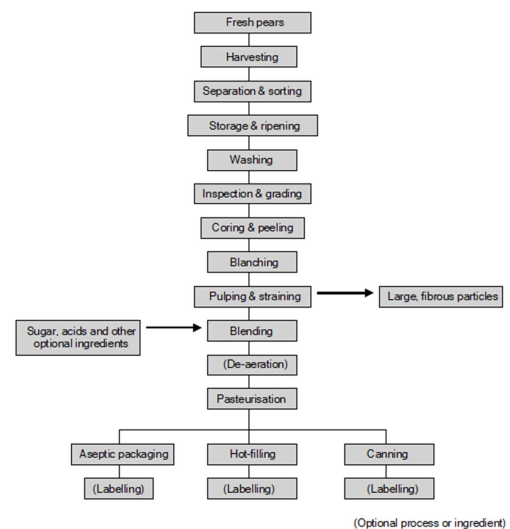 Fresh pears
Harvesting
Separation & sorting
Storage & ripening
Washing
Inspection & grading
Coring & peeling
Blanching
Pulping & straining
Large, fibrous particles
Sugar, acids and other
optional ingredients
Blending
(De-aeration)
Pasteurisation
Aseptic packaging
Hot-filling
Canning
(Labelling)
(Labelling)
(Labelling)
(Optional process or ingredient)